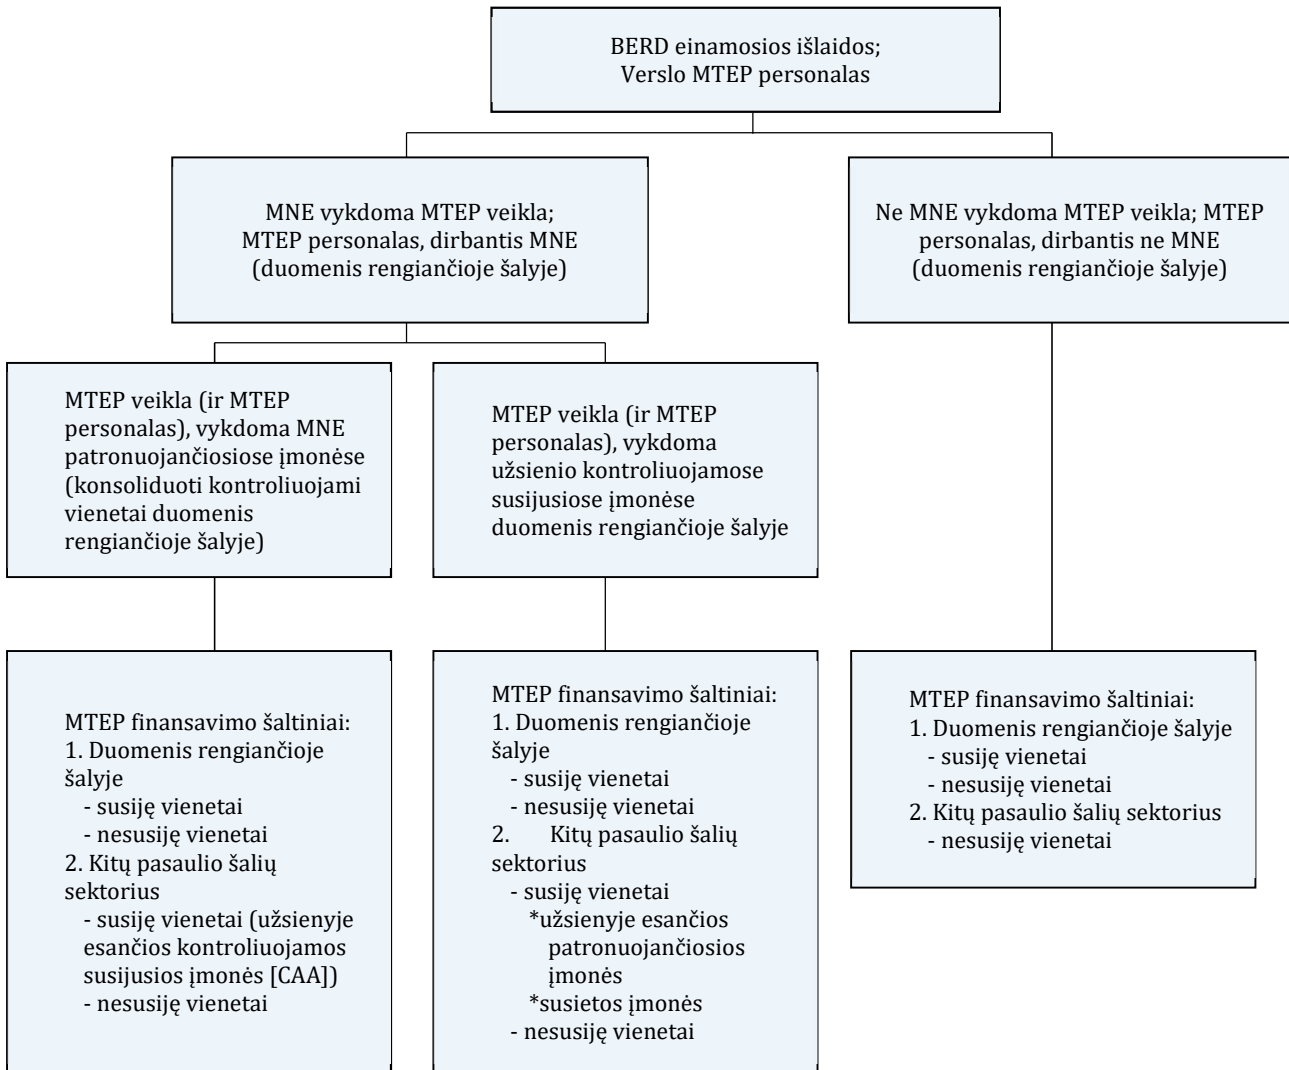 BERD einamosios išlaidos;
Verslo MTEP personalas
MNE vykdoma MTEP veikla;
MTEP personalas, dirbantis MNE
(duomenis rengiančioje šalyje)
Ne MNE vykdoma MTEP veikla; MTEP
personalas, dirbantis ne MNE
(duomenis rengiančioje šalyje)
MTEP veikla (ir MTEP
personalas), vykdoma MNE
patronuojančiosiose įmonėse
(konsoliduoti kontroliuojami
vienetai duomenis
rengiančioje šalyje)
MTEP veikla (ir MTEP
personalas), vykdoma
užsienio kontroliuojamose
susijusiose įmonėse
duomenis rengiančioje šalyje
MTEP finansavimo šaltiniai:
1. Duomenis rengiančioje
šalyje
- susiję vienetai
- nesusiję vienetai
2. Kitų pasaulio šalių
sektorius
- susiję vienetai (užsienyje
esančios kontroliuojamos
susijusios įmonės [CAA])
- nesusiję vienetai
MTEP finansavimo šaltiniai:
1. Duomenis rengiančioje
šalyje
- susiję vienetai
- nesusiję vienetai
2. Kitų pasaulio šalių
sektorius
- susiję vienetai
*užsienyje esančios
patronuojančiosios
įmonės
*susietos įmonės
- nesusiję vienetai
MTEP finansavimo šaltiniai:
1. Duomenis rengiančioje šalyje
- susiję vienetai
- nesusiję vienetai
2. Kitų pasaulio šalių sektorius
- nesusiję vienetai